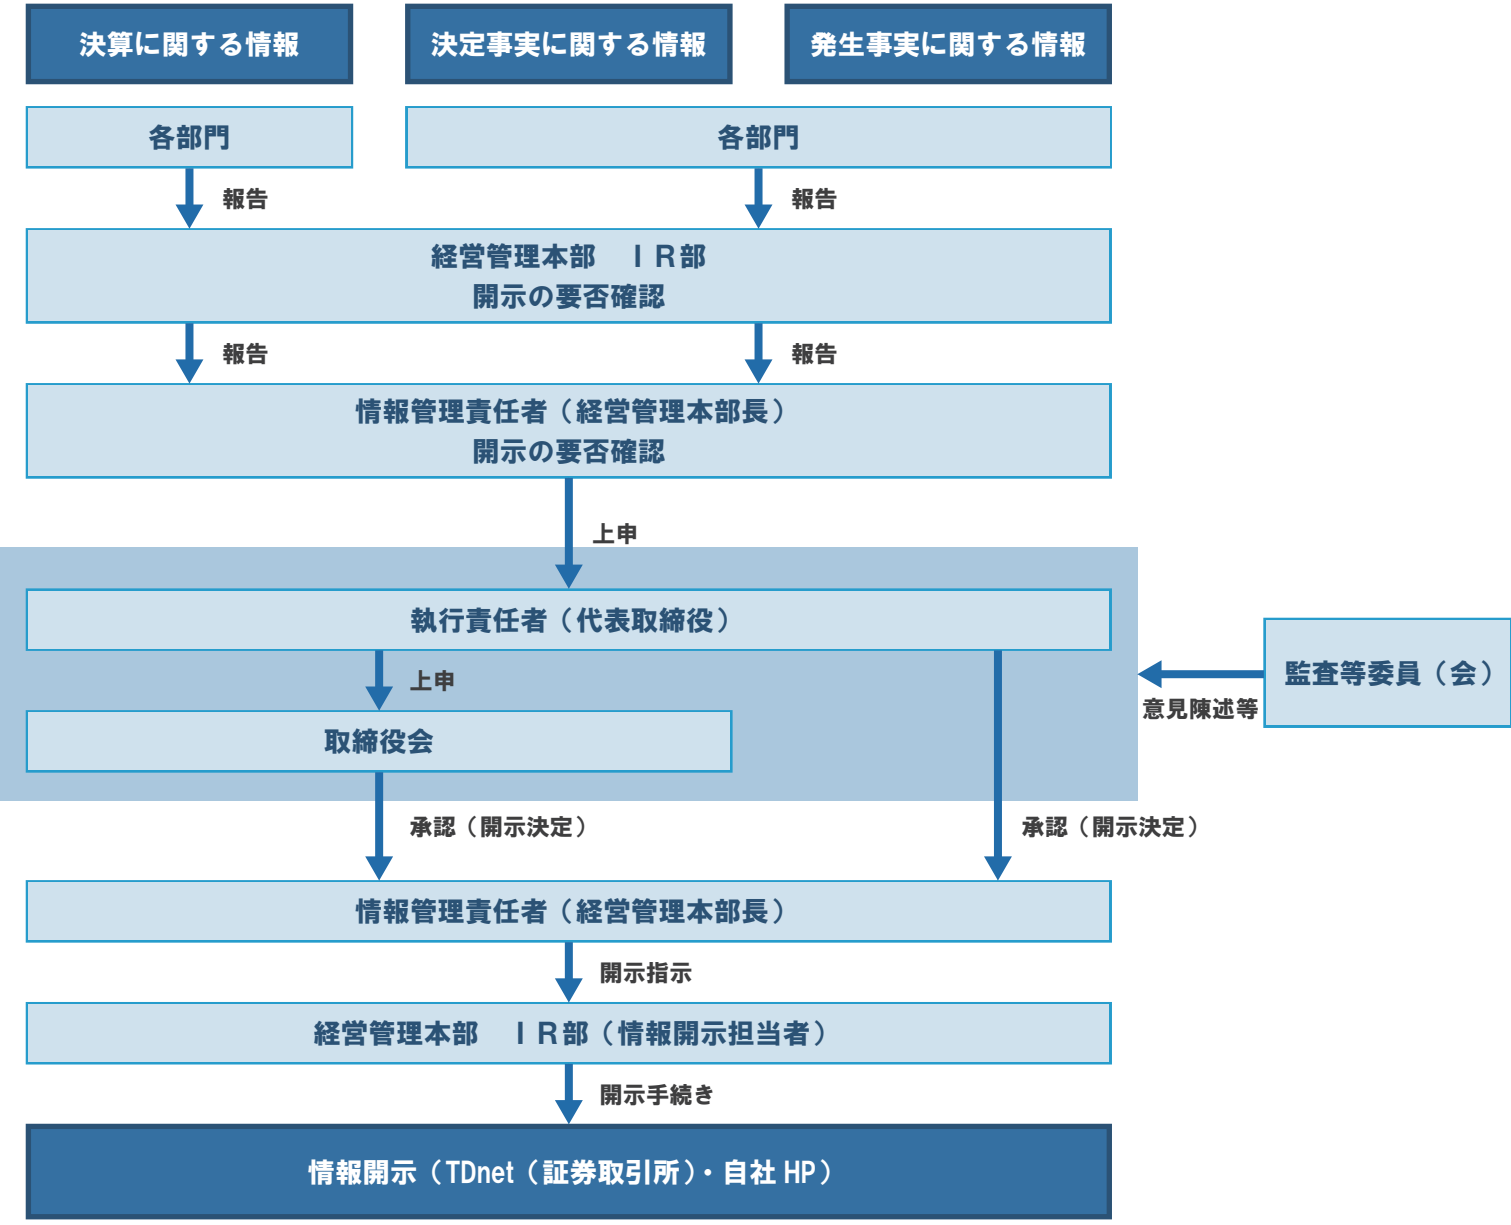 決算に関する情報
決定事実に関する情報
発生事実に関する情報
各部門
各部門
報告
報告
経営管理本部　ＩＲ部
開示の要否確認
報告
報告
情報管理責任者（経営管理本部長）
開示の要否確認
上申
執行責任者（代表取締役）
上申
取締役会
監査等委員（会）
意見陳述等
承認（開示決定）
承認（開示決定）
情報管理責任者（経営管理本部長）
開示指示
経営管理本部　ＩＲ部（情報開示担当者）
開示手続き
情報開示（TDnet（証券取引所）・自社 HP）